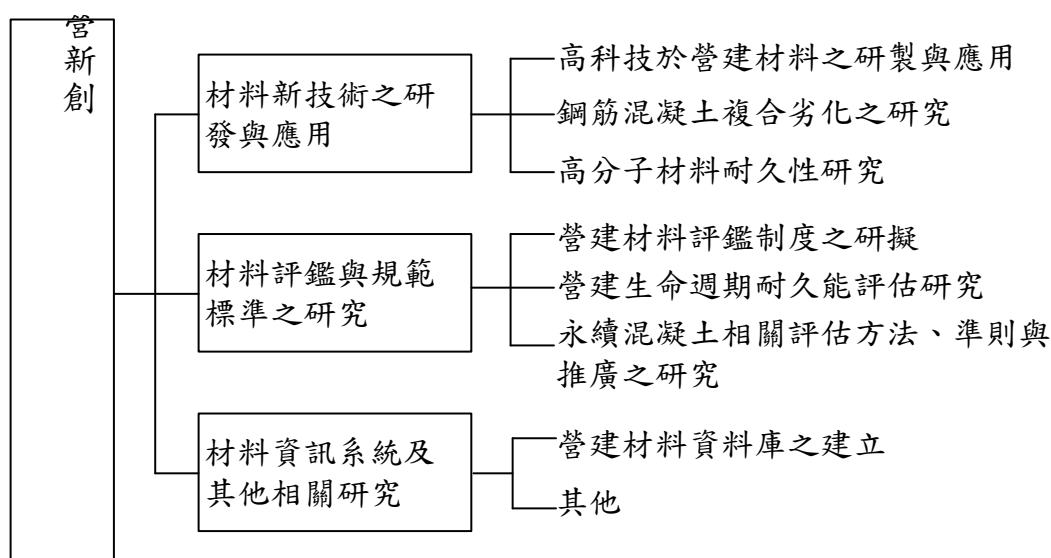 營
新
創
材料新技術之研
發與應用
高科技於營建材料之研製與應用
鋼筋混凝土複合劣化之研究
高分子材料耐久性研究
材料評鑑與規範
標準之研究
營建材料評鑑制度之研擬
營建生命週期耐久能評估研究
永續混凝土相關評估方法、準則與
推廣之研究
材料資訊系統及
其他相關研究
營建材料資料庫之建立
其他